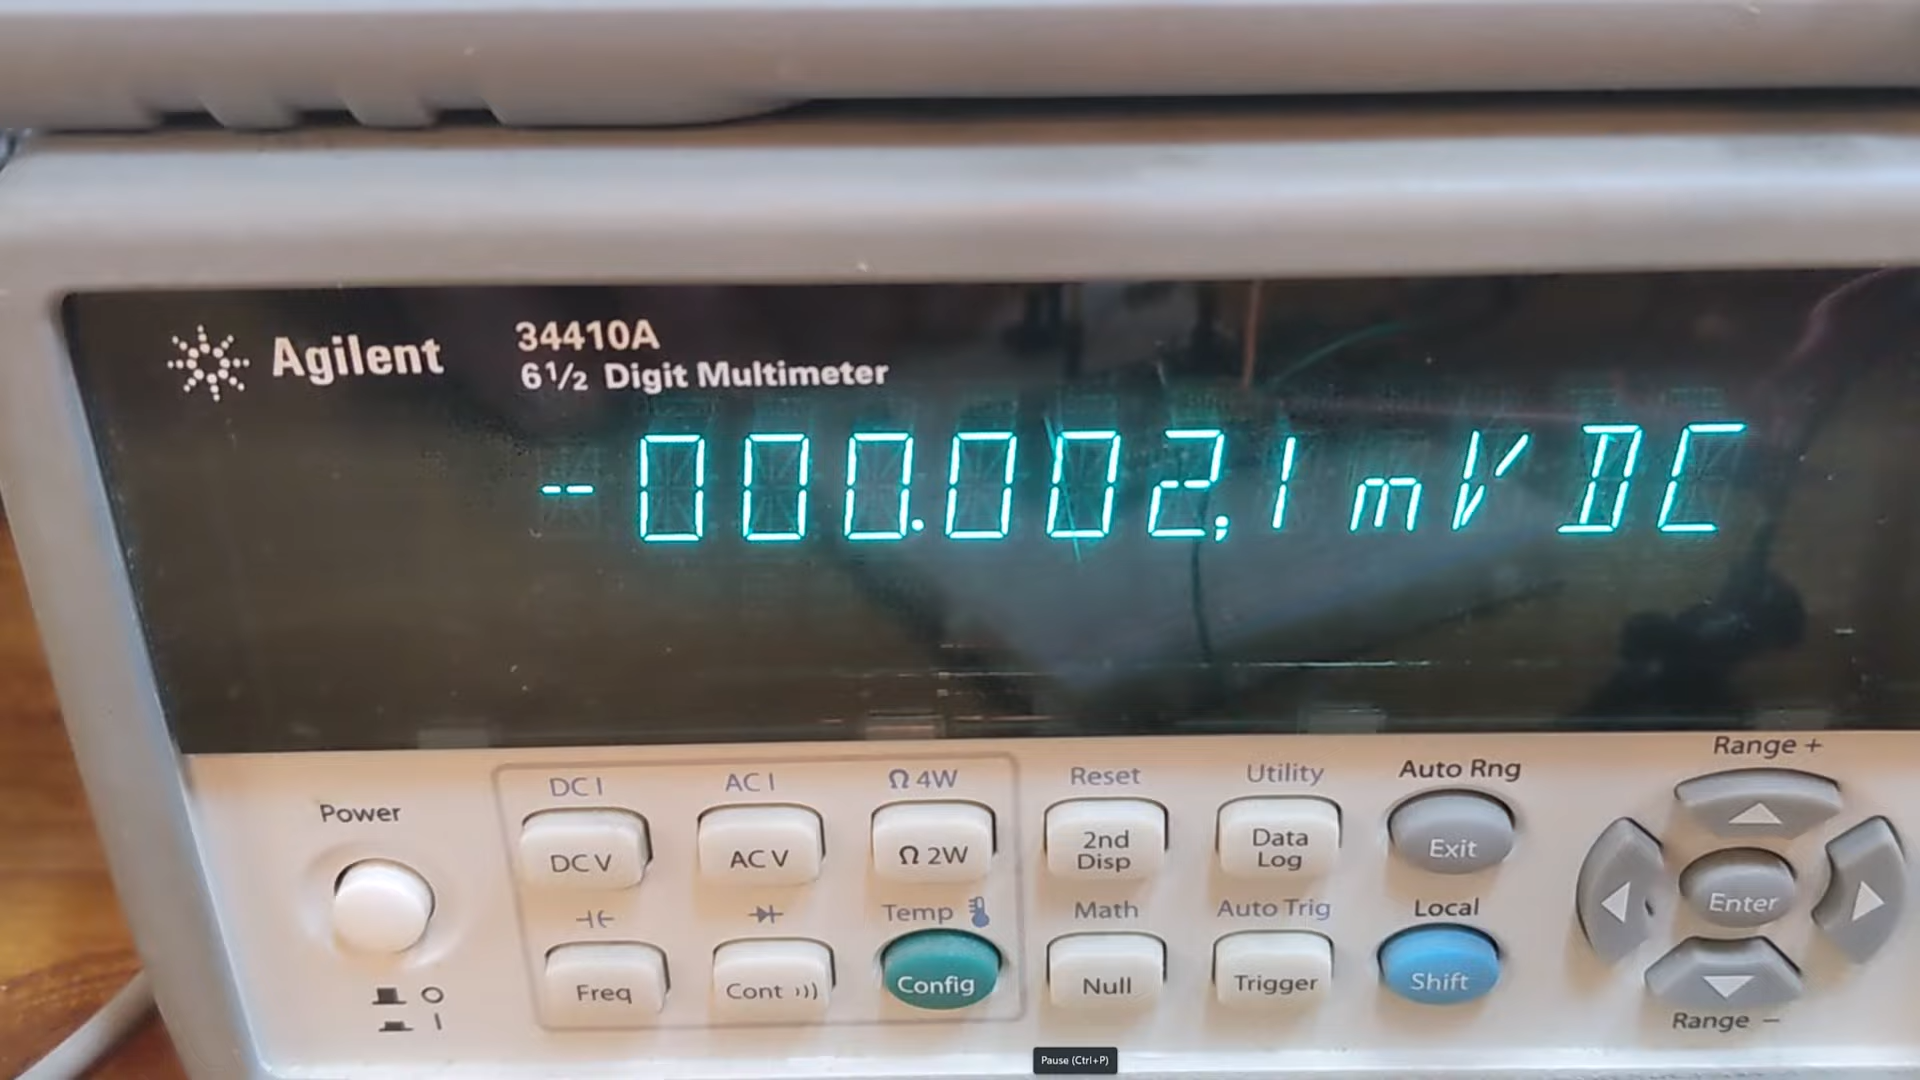 Agilent
34410A
6½ Digit Multimeter
-000.002,1 mV DC
Power
DC I
AC I
Ω 4W
Reset
Utility
Auto Rng
Range +
DC V
AC V
Ω 2W
2nd
Disp
Data
Log
Exit
Enter
Temp
Math
Auto Trig
Local
Freq
Cont
Config
Null
Trigger
Shift
Range −
Pause (Ctrl+P)